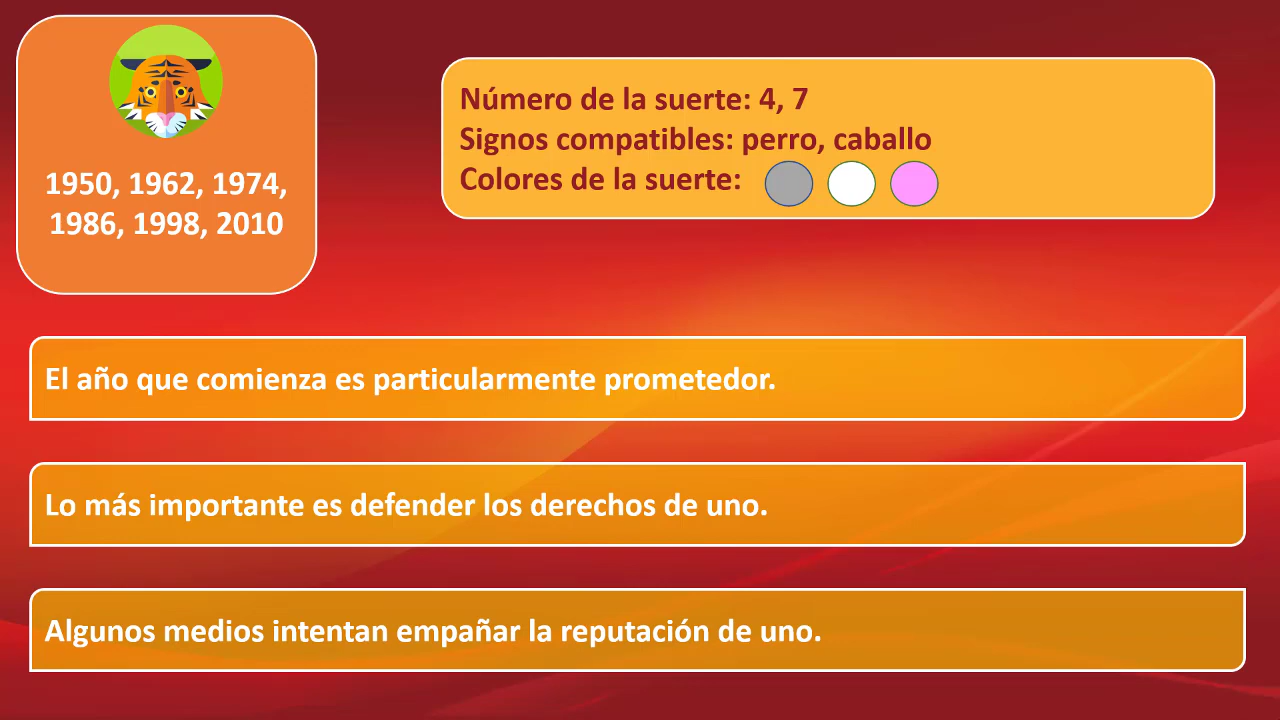 1950, 1962, 1974,
1986, 1998, 2010
Número de la suerte: 4, 7
Signos compatibles: perro, caballo
Colores de la suerte:
El año que comienza es particularmente prometedor.
Lo más importante es defender los derechos de uno.
Algunos medios intentan empañar la reputación de uno.